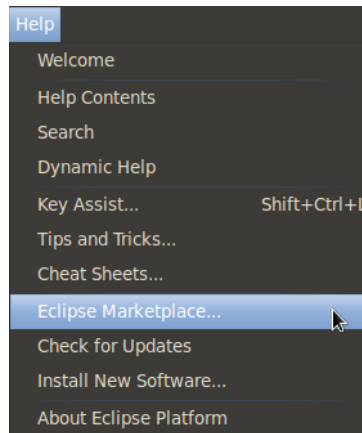 Help
Welcome
Help Contents
Search
Dynamic Help
Key Assist... Shift+Ctrl+L
Tips and Tricks...
Cheat Sheets...
Eclipse Marketplace...
Check for Updates
Install New Software...
About Eclipse Platform